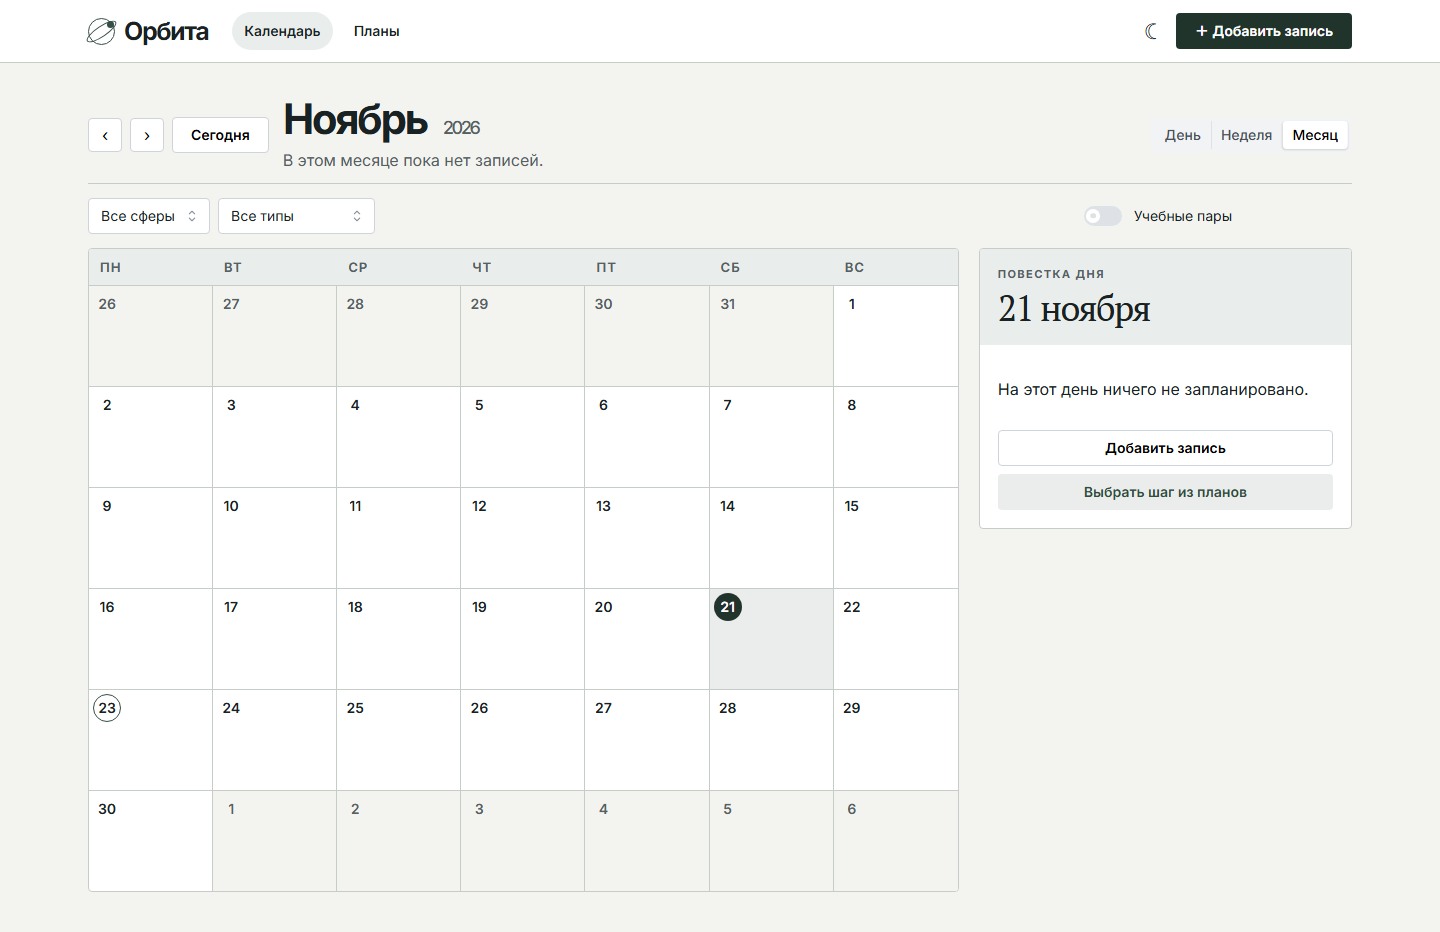 Орбита
Календарь
Планы
+ Добавить запись
‹
›
Сегодня
Ноябрь 2026
В этом месяце пока нет записей.
День
Неделя
Месяц
Все сферы
Все типы
Учебные пары
ПН ВТ СР ЧТ ПТ СБ ВС
26 27 28 29 30 31 1
2 3 4 5 6 7 8
9 10 11 12 13 14 15
16 17 18 19 20 21 22
23 24 25 26 27 28 29
30 1 2 3 4 5 6
ПОВЕСТКА ДНЯ
21 ноября
На этот день ничего не запланировано.
Добавить запись
Выбрать шаг из планов